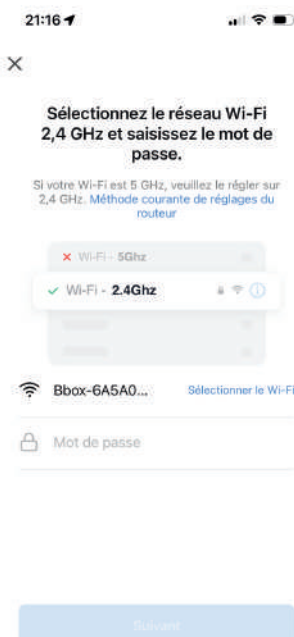 21:16
Sélectionnez le réseau Wi-Fi
2,4 GHz et saisissez le mot de
passe.
Si votre Wi-Fi est 5 GHz, veuillez le régler sur
2,4 GHz. Méthode courante de réglages du
routeur
Wi-Fi - 5Ghz
Wi-Fi - 2.4Ghz
Bbox-6A5A0... Sélectionner le Wi-Fi
Mot de passe
Suivant